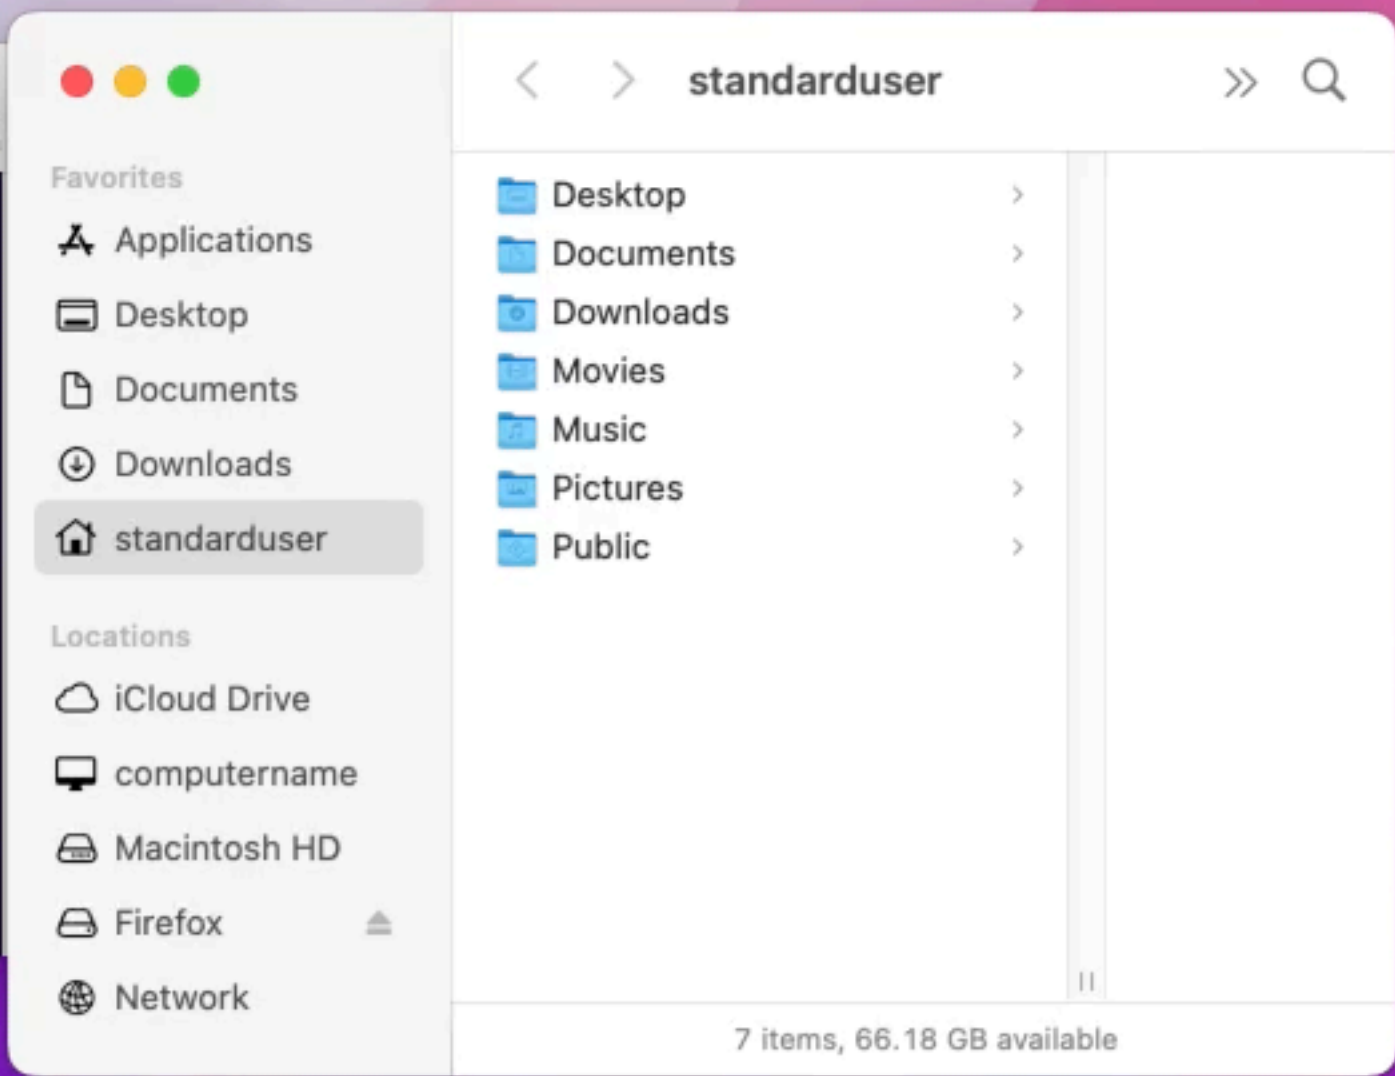 standarduser
Favorites
Applications
Desktop
Documents
Downloads
standarduser
Locations
iCloud Drive
computername
Macintosh HD
Firefox
Network
Desktop
Documents
Downloads
Movies
Music
Pictures
Public
7 items, 66.18 GB available